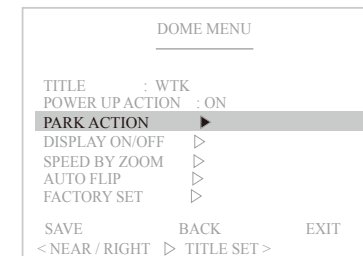 DOME MENU
TITLE : WTK
POWER UP ACTION : ON
PARK ACTION ▶
DISPLAY ON/OFF ▷
SPEED BY ZOOM ▷
AUTO FLIP ▷
FACTORY SET ▷
SAVE BACK EXIT
< NEAR / RIGHT ▷ TITLE SET >